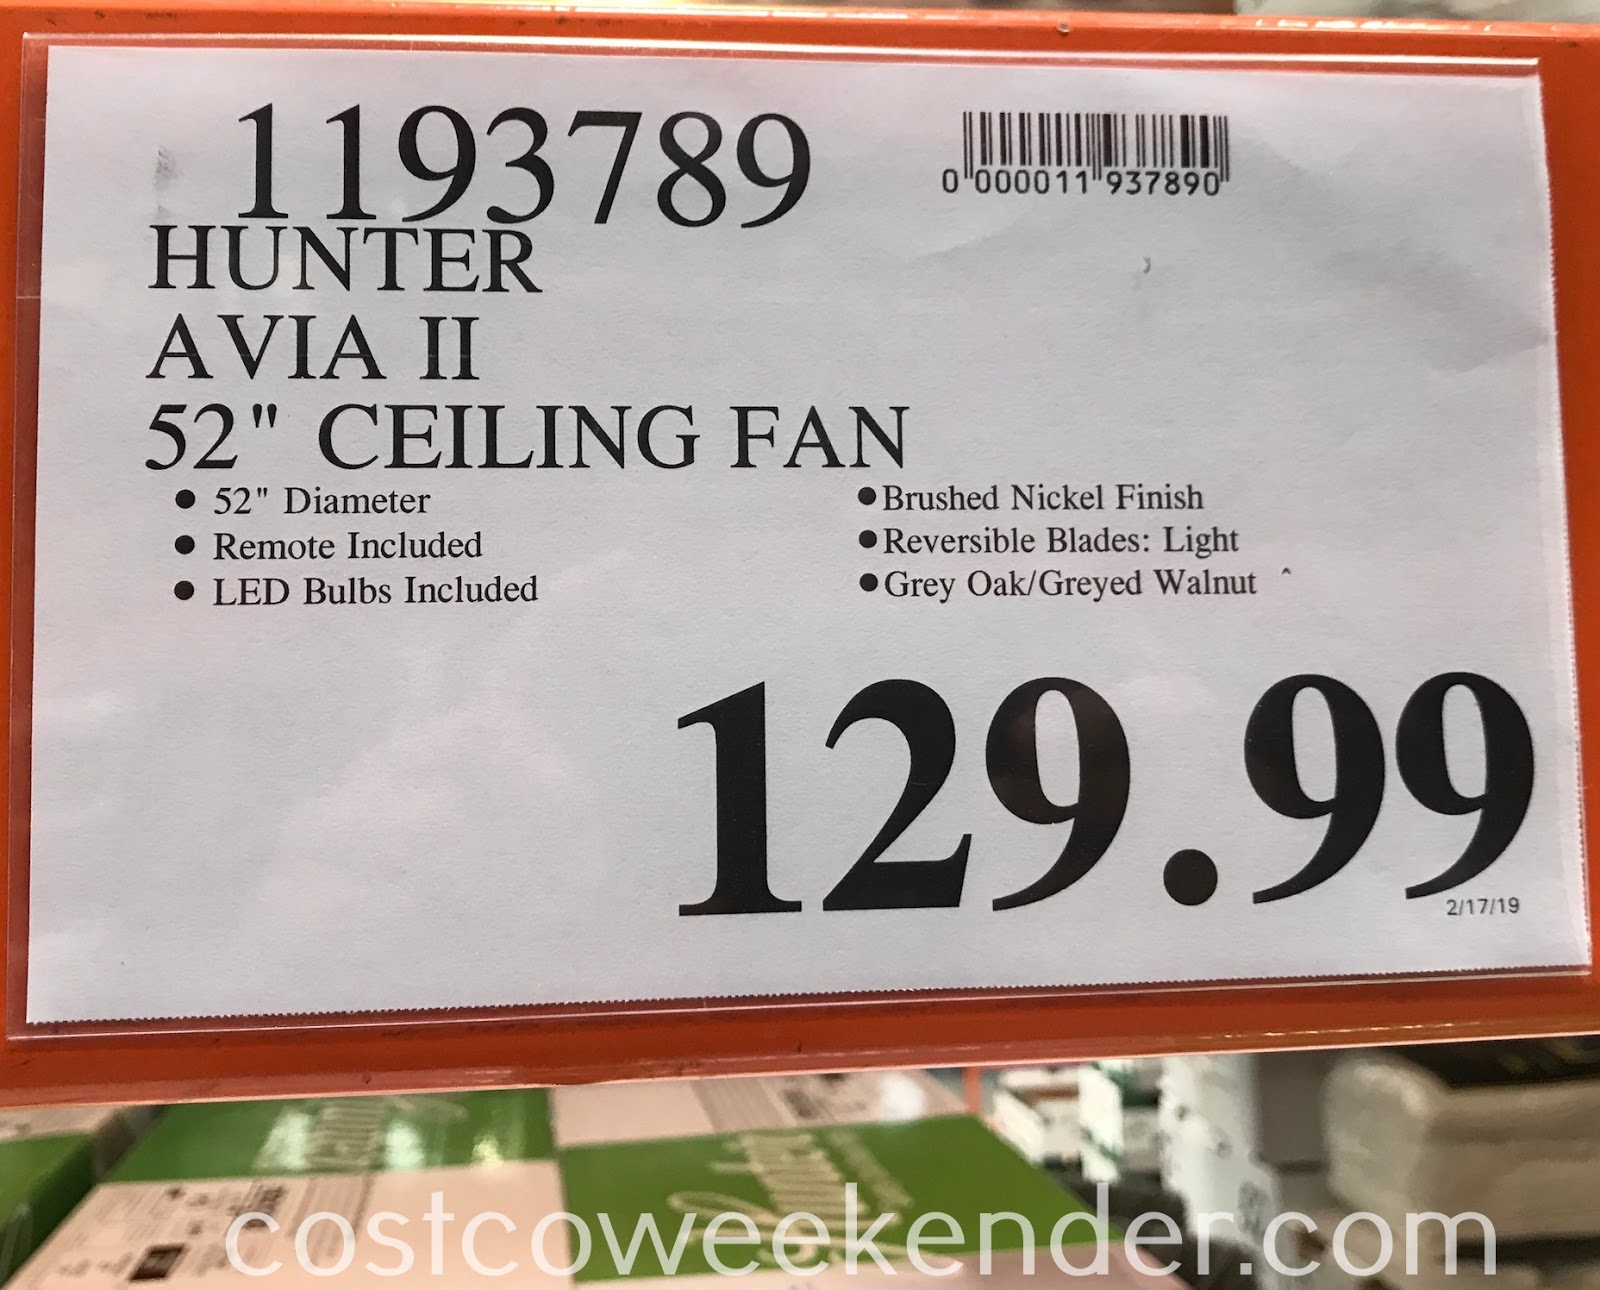 1193789
0 000011 937890
HUNTER
AVIA II
52" CEILING FAN
• 52" Diameter
• Remote Included
• LED Bulbs Included
•Brushed Nickel Finish
•Reversible Blades: Light
•Grey Oak/Greyed Walnut ^
129.99
2/17/19
costcoweekender.com